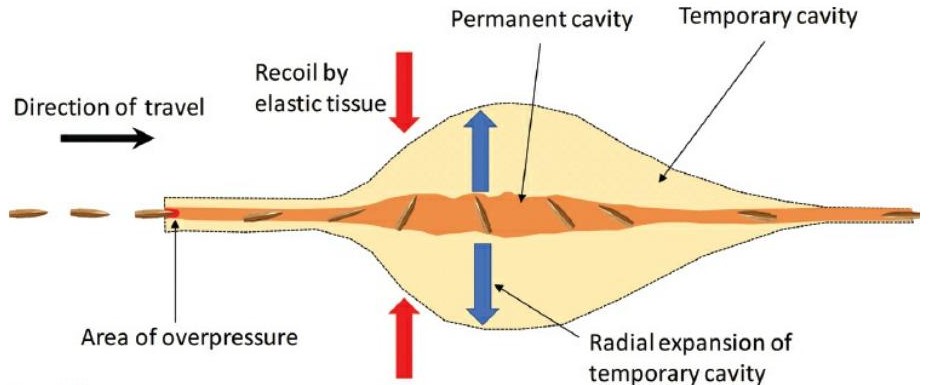 Permanent cavity
Temporary cavity
Recoil by
elastic tissue
Direction of travel
Area of overpressure
Radial expansion of
temporary cavity